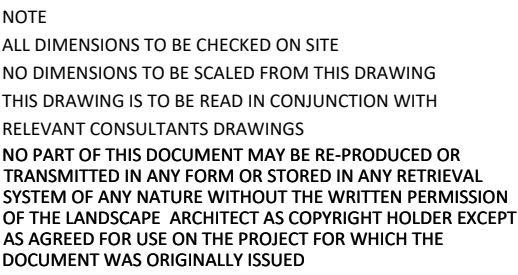 NOTE
ALL DIMENSIONS TO BE CHECKED ON SITE
NO DIMENSIONS TO BE SCALED FROM THIS DRAWING
THIS DRAWING IS TO BE READ IN CONJUNCTION WITH
RELEVANT CONSULTANTS DRAWINGS
NO PART OF THIS DOCUMENT MAY BE RE-PRODUCED OR
TRANSMITTED IN ANY FORM OR STORED IN ANY RETRIEVAL
SYSTEM OF ANY NATURE WITHOUT THE WRITTEN PERMISSION
OF THE LANDSCAPE ARCHITECT AS COPYRIGHT HOLDER EXCEPT
AS AGREED FOR USE ON THE PROJECT FOR WHICH THE
DOCUMENT WAS ORIGINALLY ISSUED